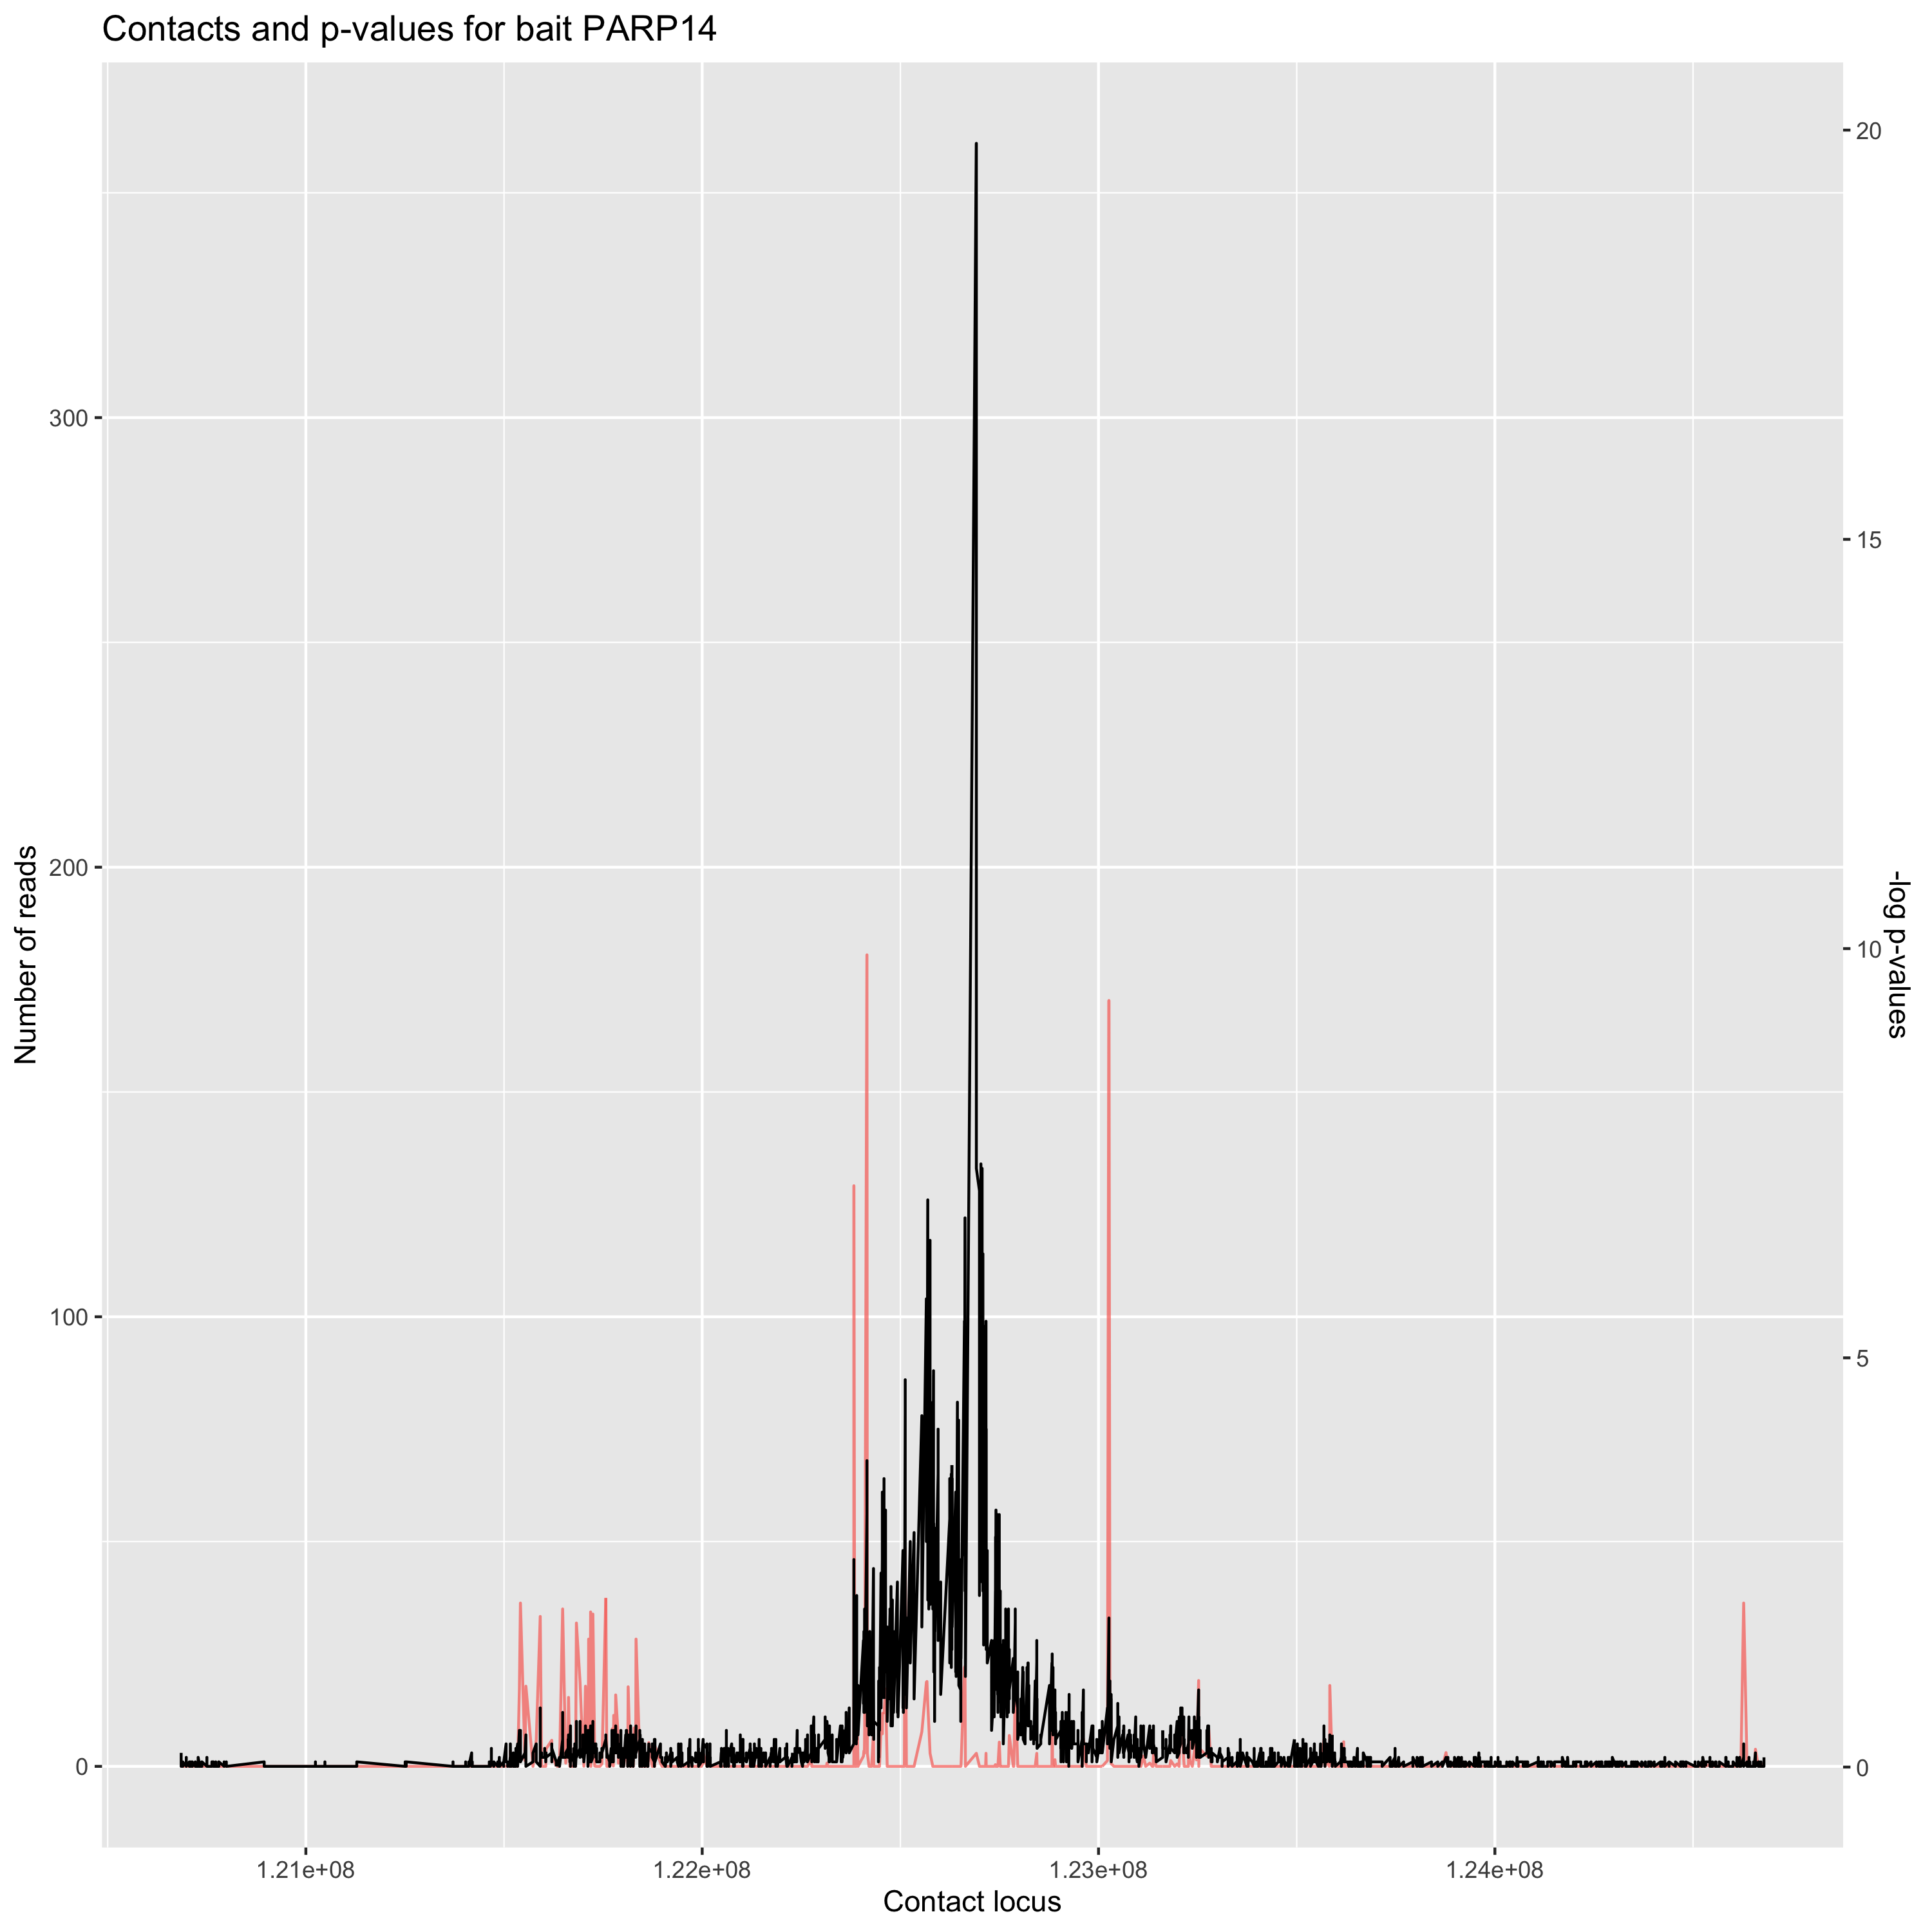 Contacts and p-values for bait PARP14
20
15
10
5
0
300
200
100
0
Number of reads
-log p-values
1.21e+08
1.22e+08
1.23e+08
1.24e+08
Contact locus